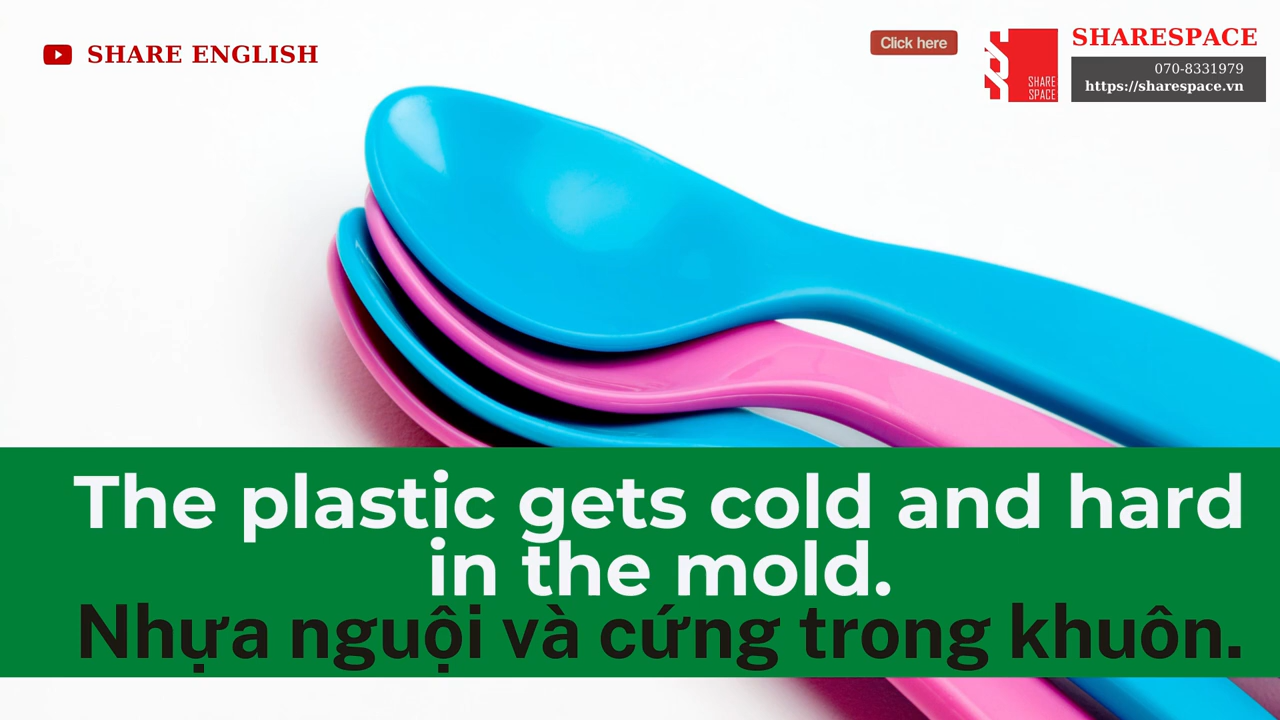 SHARE ENGLISH
Click here
SHARE
SPACE
SHARESPACE
070-8331979
https://sharespace.vn
The plastic gets cold and hard
in the mold.
Nhựa nguội và cứng trong khuôn.